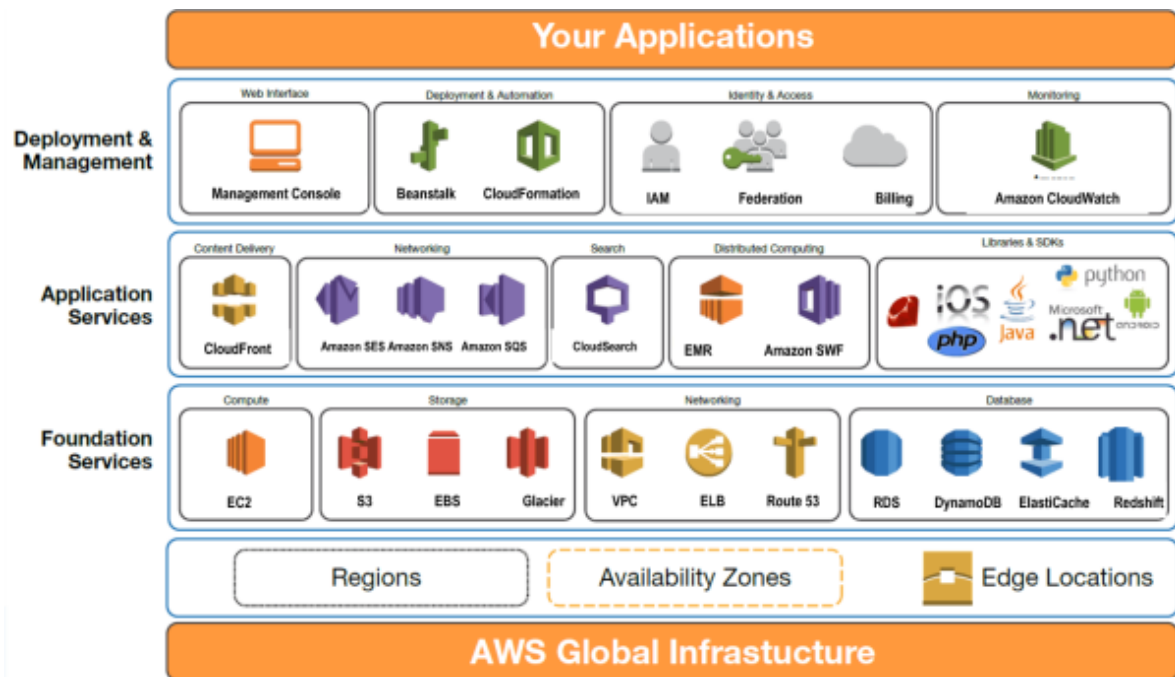 Your Applications
Deployment &
Management
Web Interface
Deployment & Automation
Identity & Access
Monitoring
Management Console
Beanstalk
CloudFormation
IAM
Federation
Billing
Amazon CloudWatch
Application
Services
Content Delivery
Networking
Search
Distributed Computing
Libraries & SDKs
CloudFront
Amazon SES
Amazon SNS
Amazon SQS
CloudSearch
EMR
Amazon SWF
iOS
php
Java
python
Microsoft
.net
ANDROID
Foundation
Services
Compute
Storage
Networking
Database
EC2
S3
EBS
Glacier
VPC
ELB
Route 53
RDS
DynamoDB
ElastiCache
Redshift
Regions
Availability Zones
Edge Locations
AWS Global Infrastucture